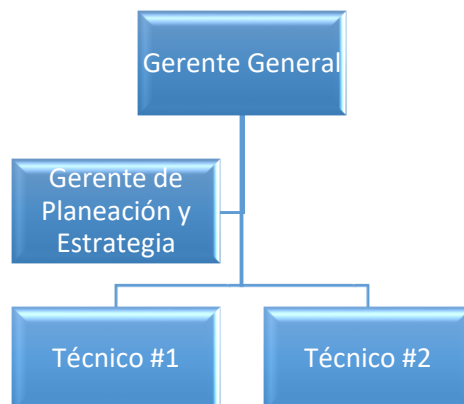 Gerente General
Gerente de
Planeación y
Estrategia
Técnico #1
Técnico #2